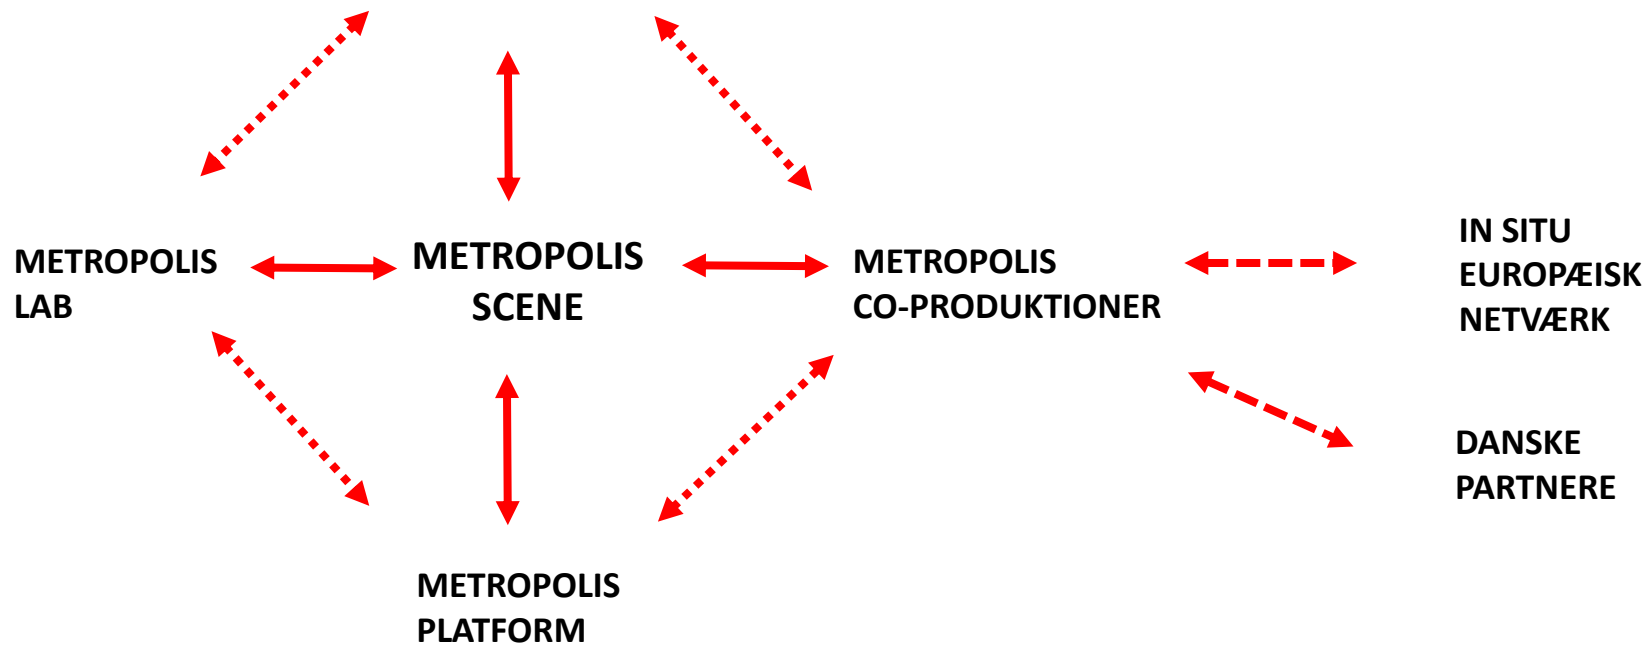 METROPOLIS
LAB
METROPOLIS
SCENE
METROPOLIS
CO-PRODUKTIONER
IN SITU
EUROPÆISK
NETVÆRK
DANSKE
PARTNERE
METROPOLIS
PLATFORM